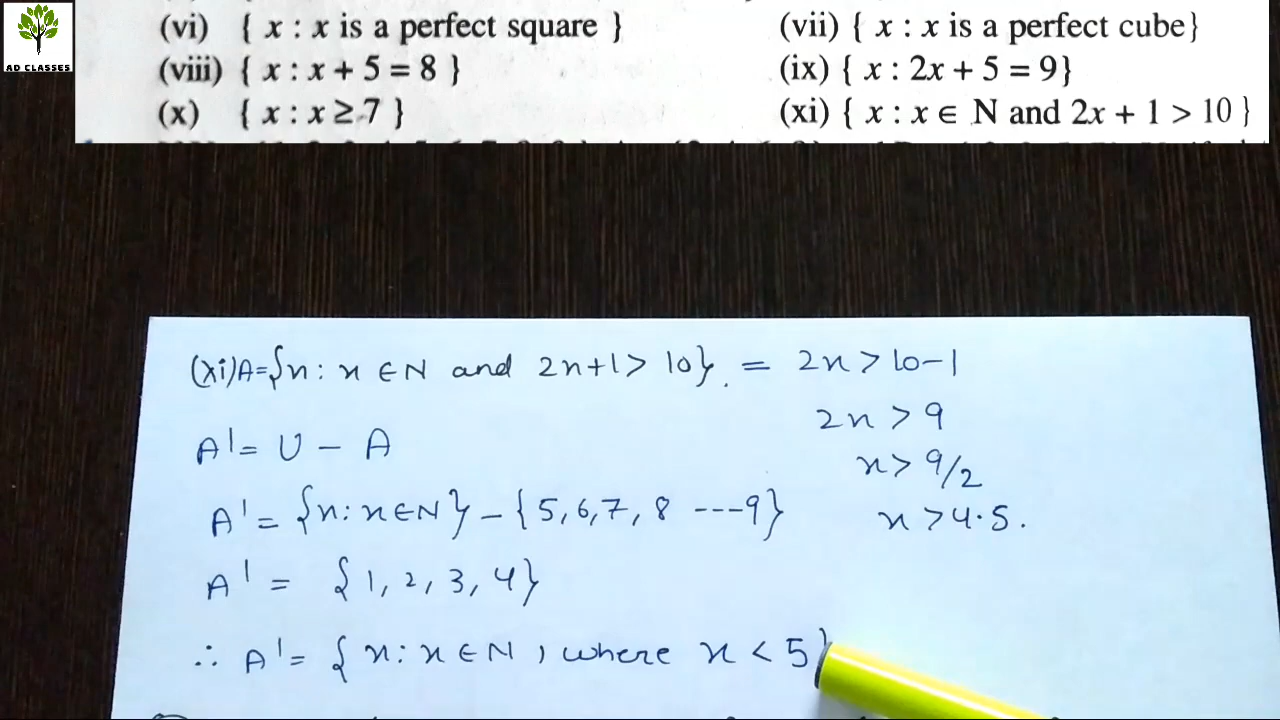 AD CLASSES
(vi) { x : x is a perfect square }
(vii) { x : x is a perfect cube}
(viii) { x : x + 5 = 8 }
(ix) { x : 2x + 5 = 9}
(x) { x : x ≥ 7 }
(xi) { x : x ∈ N and 2x + 1 > 10 }
(xi) A={x : x ∈ N and 2x+1 > 10}. = 2x > 10-1
2x > 9
A' = U - A
x > 9/2
A' = {x: x ∈ N} - {5, 6, 7, 8 ---9}
x > 4.5.
A' = {1, 2, 3, 4}
∴ A' = { x: x ∈ N, where x < 5}